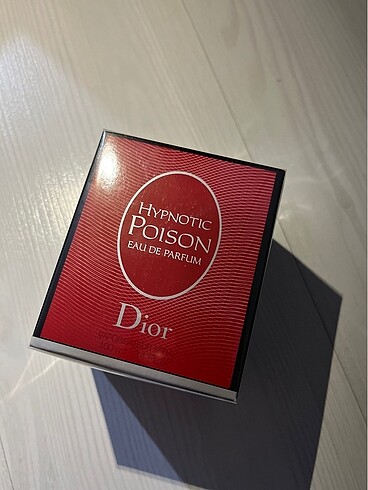 HYPNOTIC
POISON
EAU DE PARFUM
Dior